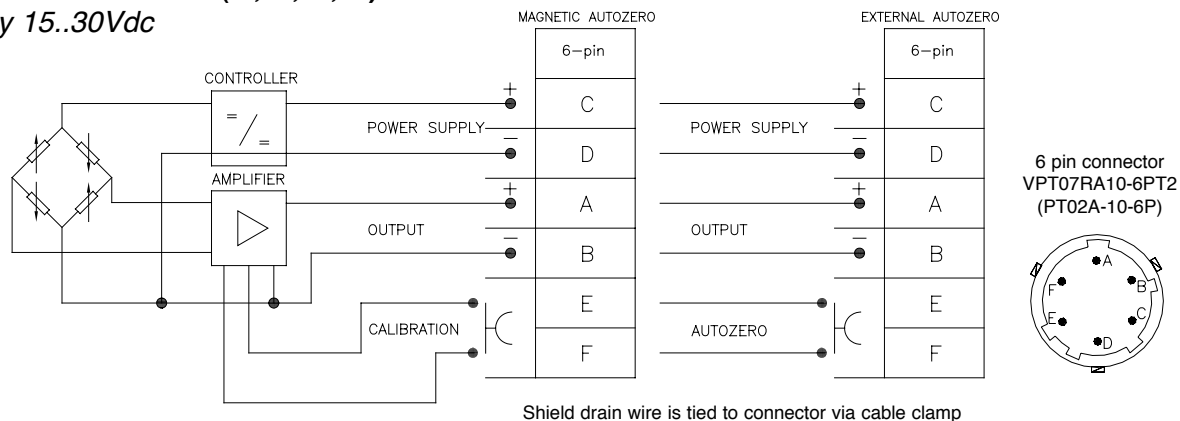 y 15..30Vdc
MAGNETIC AUTOZERO
EXTERNAL AUTOZERO
6-pin
6-pin
CONTROLLER
= / =
+
C
+
C
POWER SUPPLY
POWER SUPPLY
−
D
−
D
AMPLIFIER
+
A
+
A
OUTPUT
OUTPUT
−
B
−
B
E
E
CALIBRATION
AUTOZERO
F
F
6 pin connector
VPT07RA10-6PT2
(PT02A-10-6P)
A
B
C
D
E
F
Shield drain wire is tied to connector via cable clamp